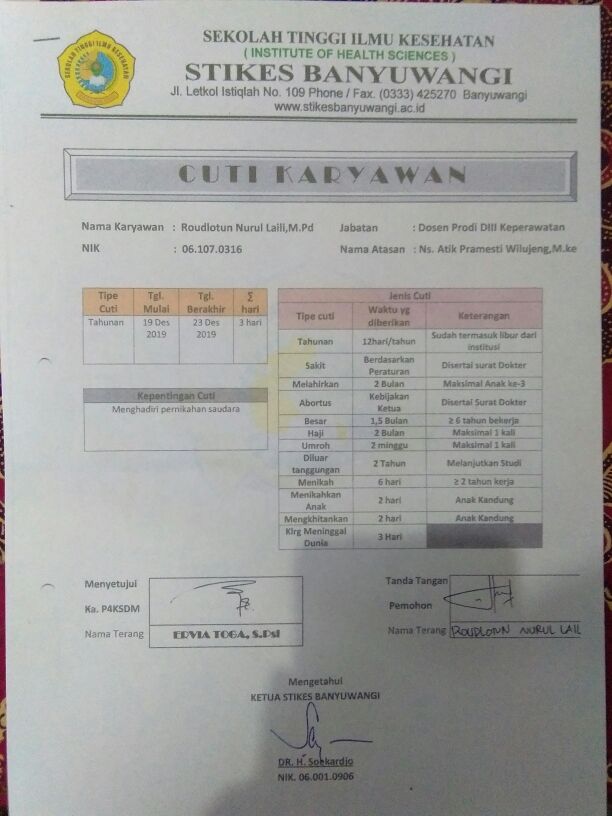 SEKOLAH TINGGI ILMU KESEHATAN
( INSTITUTE OF HEALTH SCIENCES )
STIKES BANYUWANGI
Jl. Letkol Istiqlah No. 109 Phone / Fax. (0333) 425270 Banyuwangi
www.stikesbanyuwangi.ac.id
CUTI KARYAWAN
Nama Karyawan : Roudlotun Nurul Laili,M.Pd Jabatan : Dosen Prodi DIII Keperawatan
NIK : 06.107.0316 Nama Atasan : Ns. Atik Pramesti Wilujeng,M.ke
Tipe Cuti Tgl. Mulai Tgl. Berakhir ∑ hari
Tahunan 19 Des 2019 23 Des 2019 3 hari
Kepentingan Cuti
Menghadiri pernikahan saudara
Jenis Cuti
Tipe cuti Waktu yg diberikan Keterangan
Tahunan 12hari/tahun Sudah termasuk libur dari institusi
Sakit Berdasarkan Peraturan Disertai surat Dokter
Melahirkan 2 Bulan Maksimal Anak ke-3
Abortus Kebijakan Ketua Disertai Surat Dokter
Besar 1,5 Bulan ≥ 6 tahun bekerja
Haji 2 Bulan Maksimal 1 kali
Umroh 2 minggu Maksimal 1 kali
Diluar tanggungan 2 Tahun Melanjutkan Studi
Menikah 6 hari ≥ 2 tahun kerja
Menikahkan Anak 2 hari Anak Kandung
Mengkhitankan 2 hari Anak Kandung
Klrg Meninggal Dunia 3 Hari
Menyetujui
Ka. P4KSDM
Nama Terang ERVIA TOGA, S.Psi
Tanda Tangan
Pemohon
Nama Terang ROUDLOTUN NURUL LAIL
Mengetahui
KETUA STIKES BANYUWANGI
DR. H. Soekardjo
NIK. 06.001.0906